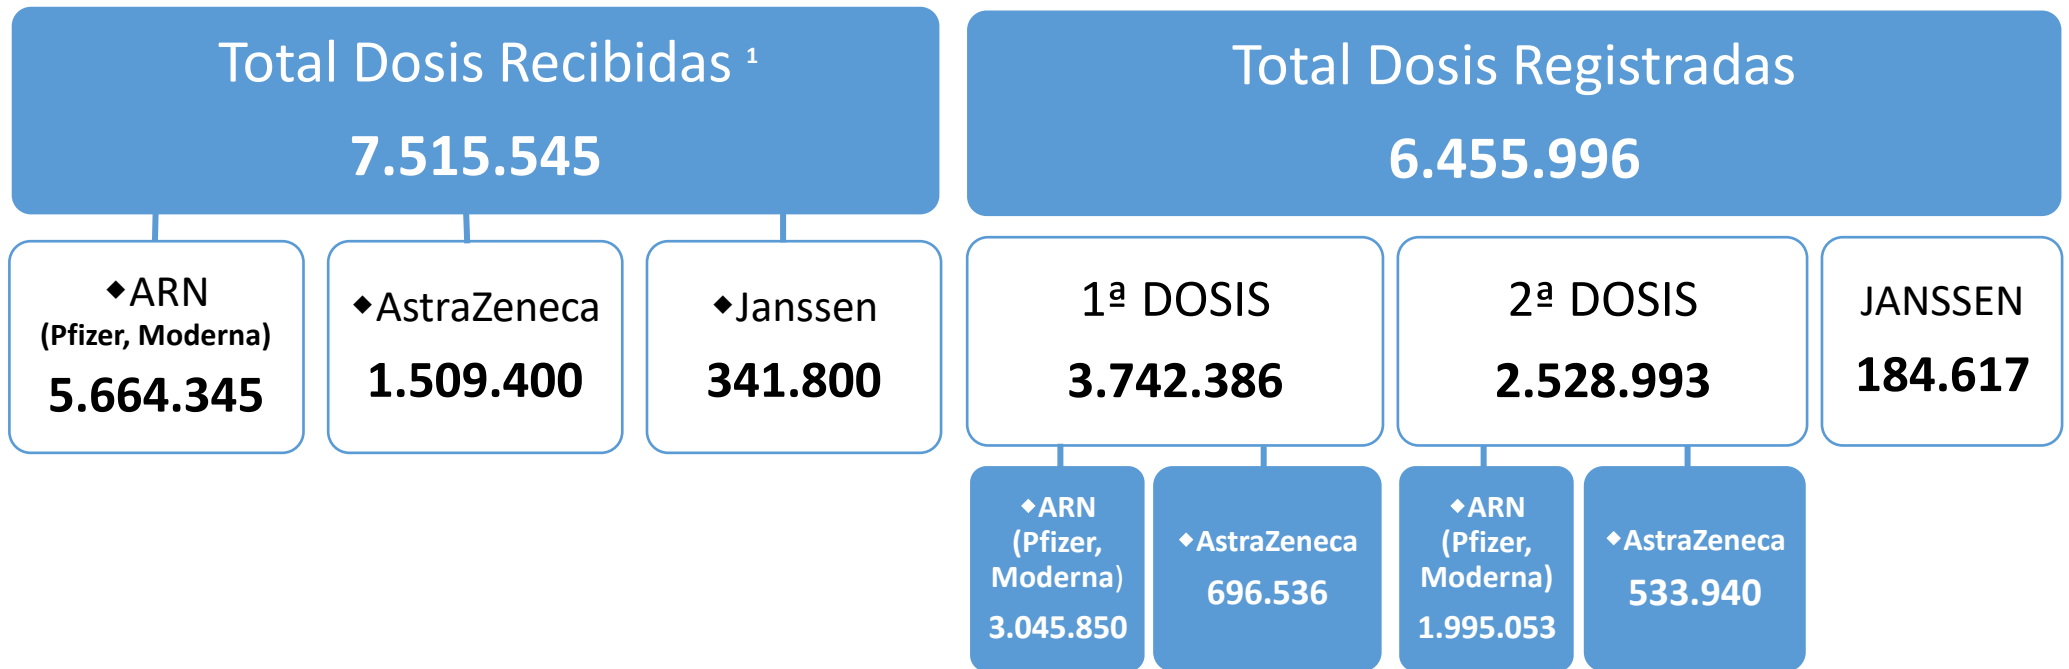 Total Dosis Recibidas ¹
7.515.545
◆ARN
(Pfizer, Moderna)
5.664.345
◆AstraZeneca
1.509.400
◆Janssen
341.800
Total Dosis Registradas
6.455.996
1ª DOSIS
3.742.386
◆ARN
(Pfizer,
Moderna)
3.045.850
◆AstraZeneca
696.536
2ª DOSIS
2.528.993
◆ARN
(Pfizer,
Moderna)
1.995.053
◆AstraZeneca
533.940
JANSSEN
184.617